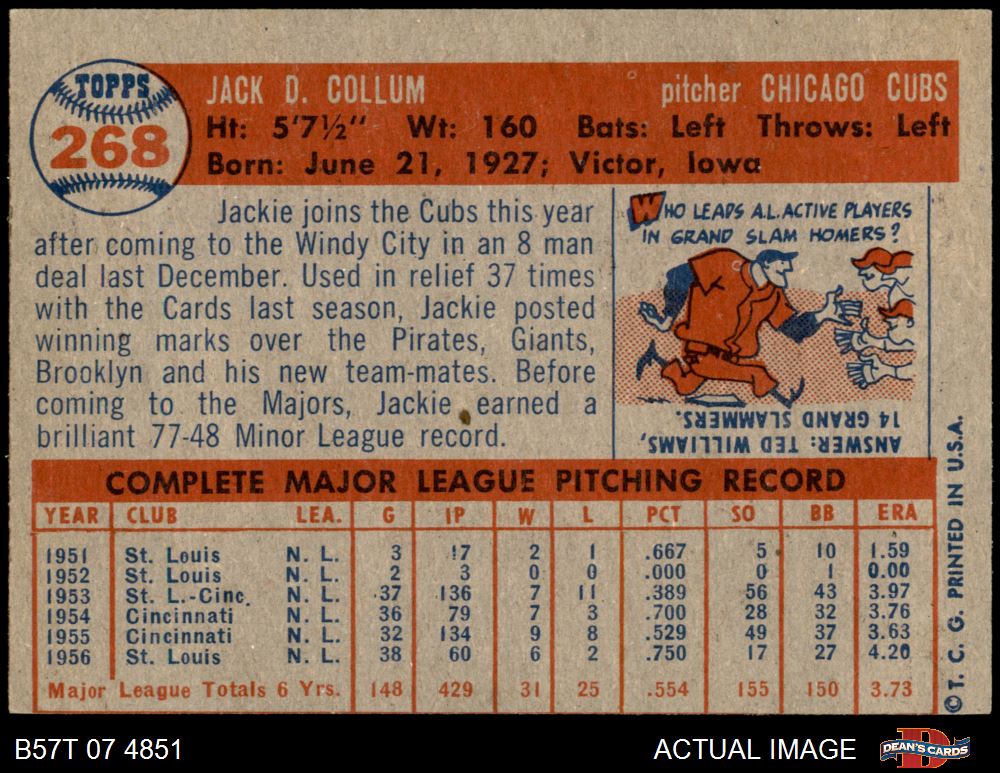 TOPPS
268
JACK D. COLLUM pitcher CHICAGO CUBS
Ht: 5'7½" Wt: 160 Bats: Left Throws: Left
Born: June 21, 1927; Victor, Iowa
Jackie joins the Cubs this year
after coming to the Windy City in an 8 man
deal last December. Used in relief 37 times
with the Cards last season, Jackie posted
winning marks over the Pirates, Giants,
Brooklyn and his new team-mates. Before
coming to the Majors, Jackie earned a
brilliant 77-48 Minor League record.
WHO LEADS A.L. ACTIVE PLAYERS
IN GRAND SLAM HOMERS?
ANSWER: TED WILLIAMS,
14 GRAND SLAMMERS.
COMPLETE MAJOR LEAGUE PITCHING RECORD
YEAR CLUB LEA. G IP W L PCT SO BB ERA
1951 St. Louis N. L. 3 17 2 1 .667 5 10 1.59
1952 St. Louis N. L. 2 3 0 0 .000 0 1 0.00
1953 St. L.-Cinc. N. L. 37 136 7 11 .389 56 43 3.97
1954 Cincinnati N. L. 36 79 7 3 .700 28 32 3.76
1955 Cincinnati N. L. 32 134 9 8 .529 49 37 3.63
1956 St. Louis N. L. 38 60 6 2 .750 17 27 4.20
Major League Totals 6 Yrs. 148 429 31 25 .554 155 150 3.73
© T. C. G. PRINTED IN U.S.A.
B57T 07 4851 ACTUAL IMAGE DEAN'S CARDS